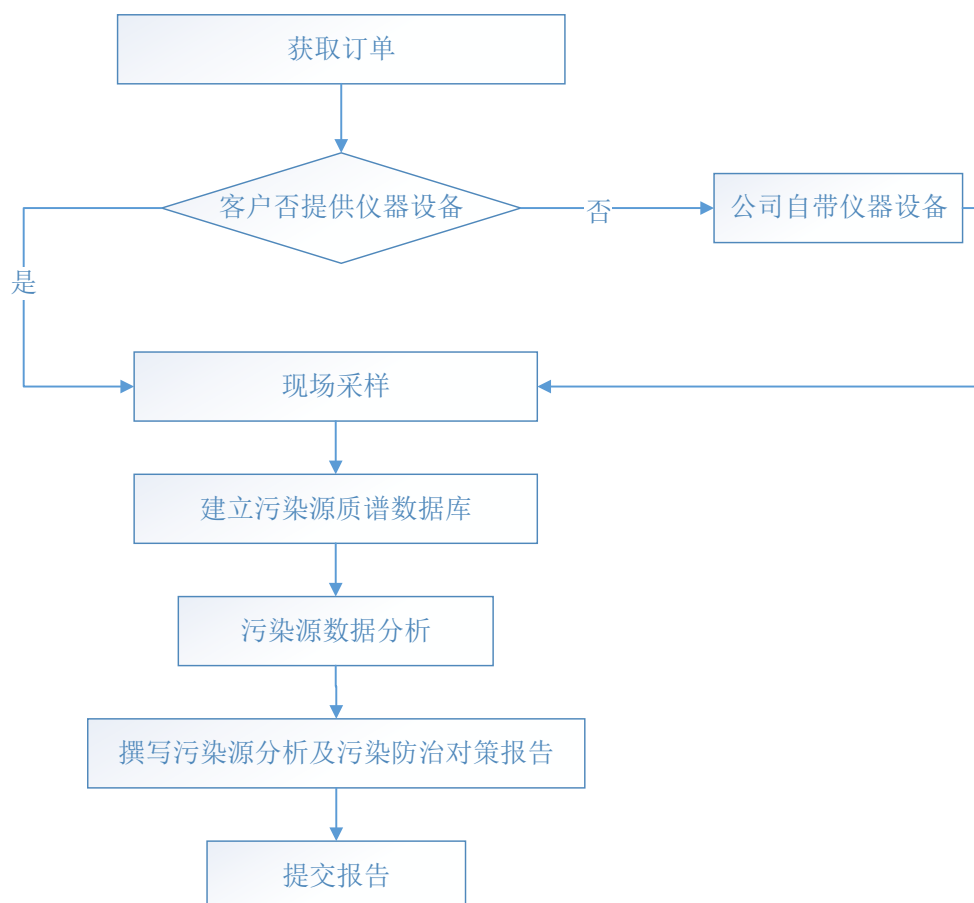 获取订单
客户否提供仪器设备
否
公司自带仪器设备
是
现场采样
建立污染源质谱数据库
污染源数据分析
撰写污染源分析及污染防治对策报告
提交报告